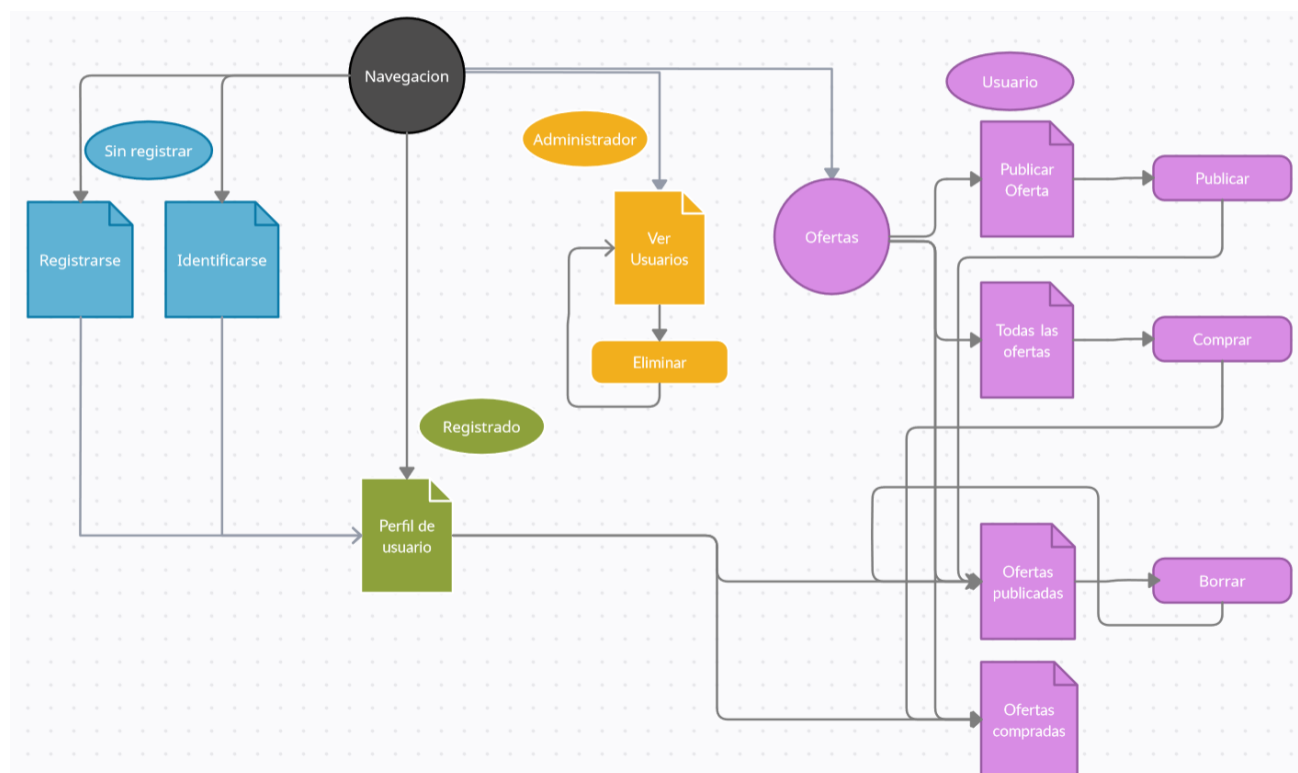 Navegacion
Usuario
Sin registrar
Administrador
Publicar
Oferta
Publicar
Registrarse
Identificarse
Ver
Usuarios
Ofertas
Todas las
ofertas
Comprar
Eliminar
Registrado
Perfil de
usuario
Ofertas
publicadas
Borrar
Ofertas
compradas